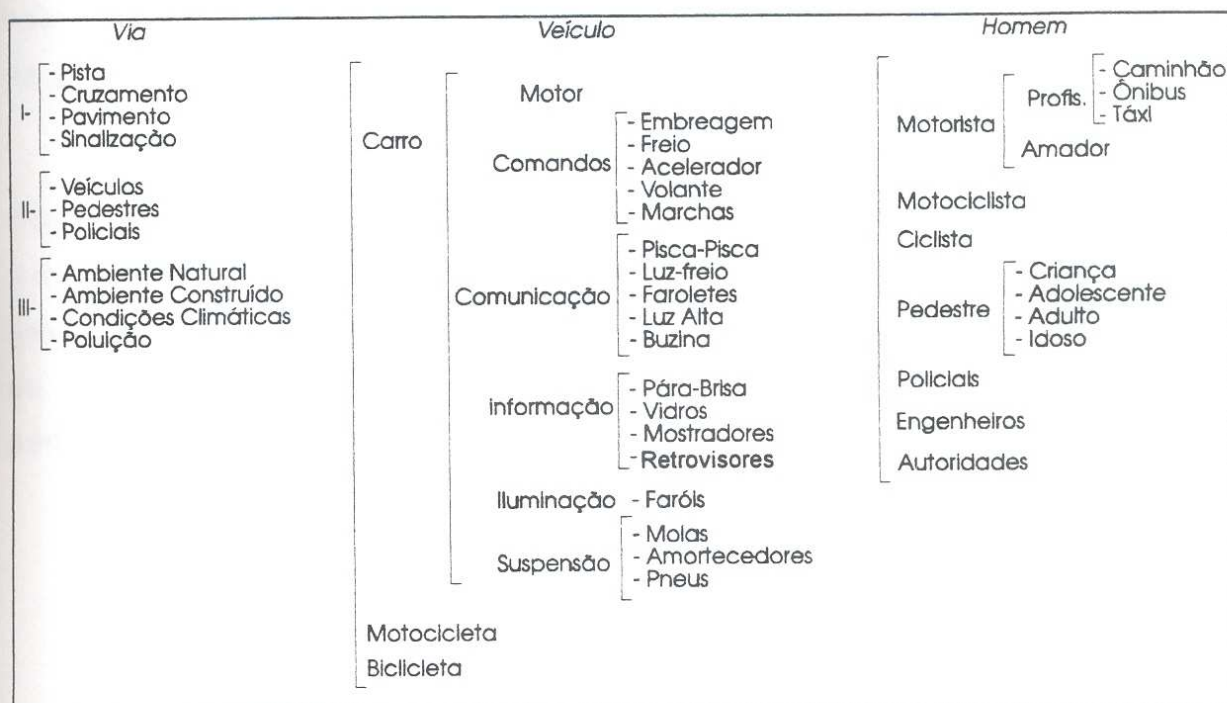 Via
I-
- Pista
- Cruzamento
- Pavimento
- Sinalização
II-
- Veículos
- Pedestres
- Policiais
III-
- Ambiente Natural
- Ambiente Construído
- Condições Climáticas
- Poluição
Veículo
Carro
Motor
Comandos
- Embreagem
- Freio
- Acelerador
- Volante
- Marchas
Comunicação
- Pisca-Pisca
- Luz-freio
- Faroletes
- Luz Alta
- Buzina
informação
- Pára-Brisa
- Vidros
- Mostradores
- Retrovisores
Iluminação - Faróis
Suspensão
- Molas
- Amortecedores
- Pneus
Motocicleta
Biclicleta
Homem
Motorista
Profis.
- Caminhão
- Ônibus
- Táxi
Amador
Motociclista
Ciclista
Pedestre
- Criança
- Adolescente
- Adulto
- Idoso
Policiais
Engenheiros
Autoridades